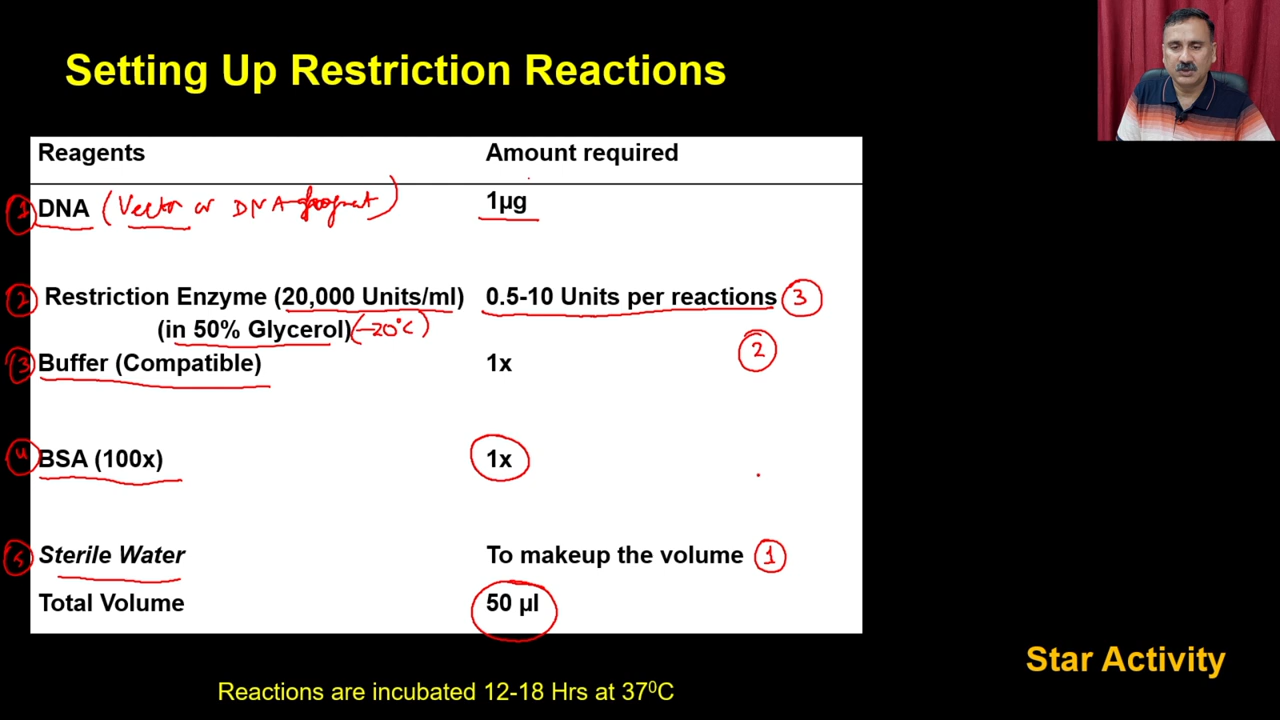 Setting Up Restriction Reactions
Reagents Amount required
1 DNA (Vector or DNA fragment) 1µg
2 Restriction Enzyme (20,000 Units/ml) 0.5-10 Units per reactions 3
(in 50% Glycerol) (-20°C)
3 Buffer (Compatible) 1x 2
4 BSA (100x) 1x
5 Sterile Water To makeup the volume 1
Total Volume 50 µl
Star Activity
Reactions are incubated 12-18 Hrs at 37⁰C